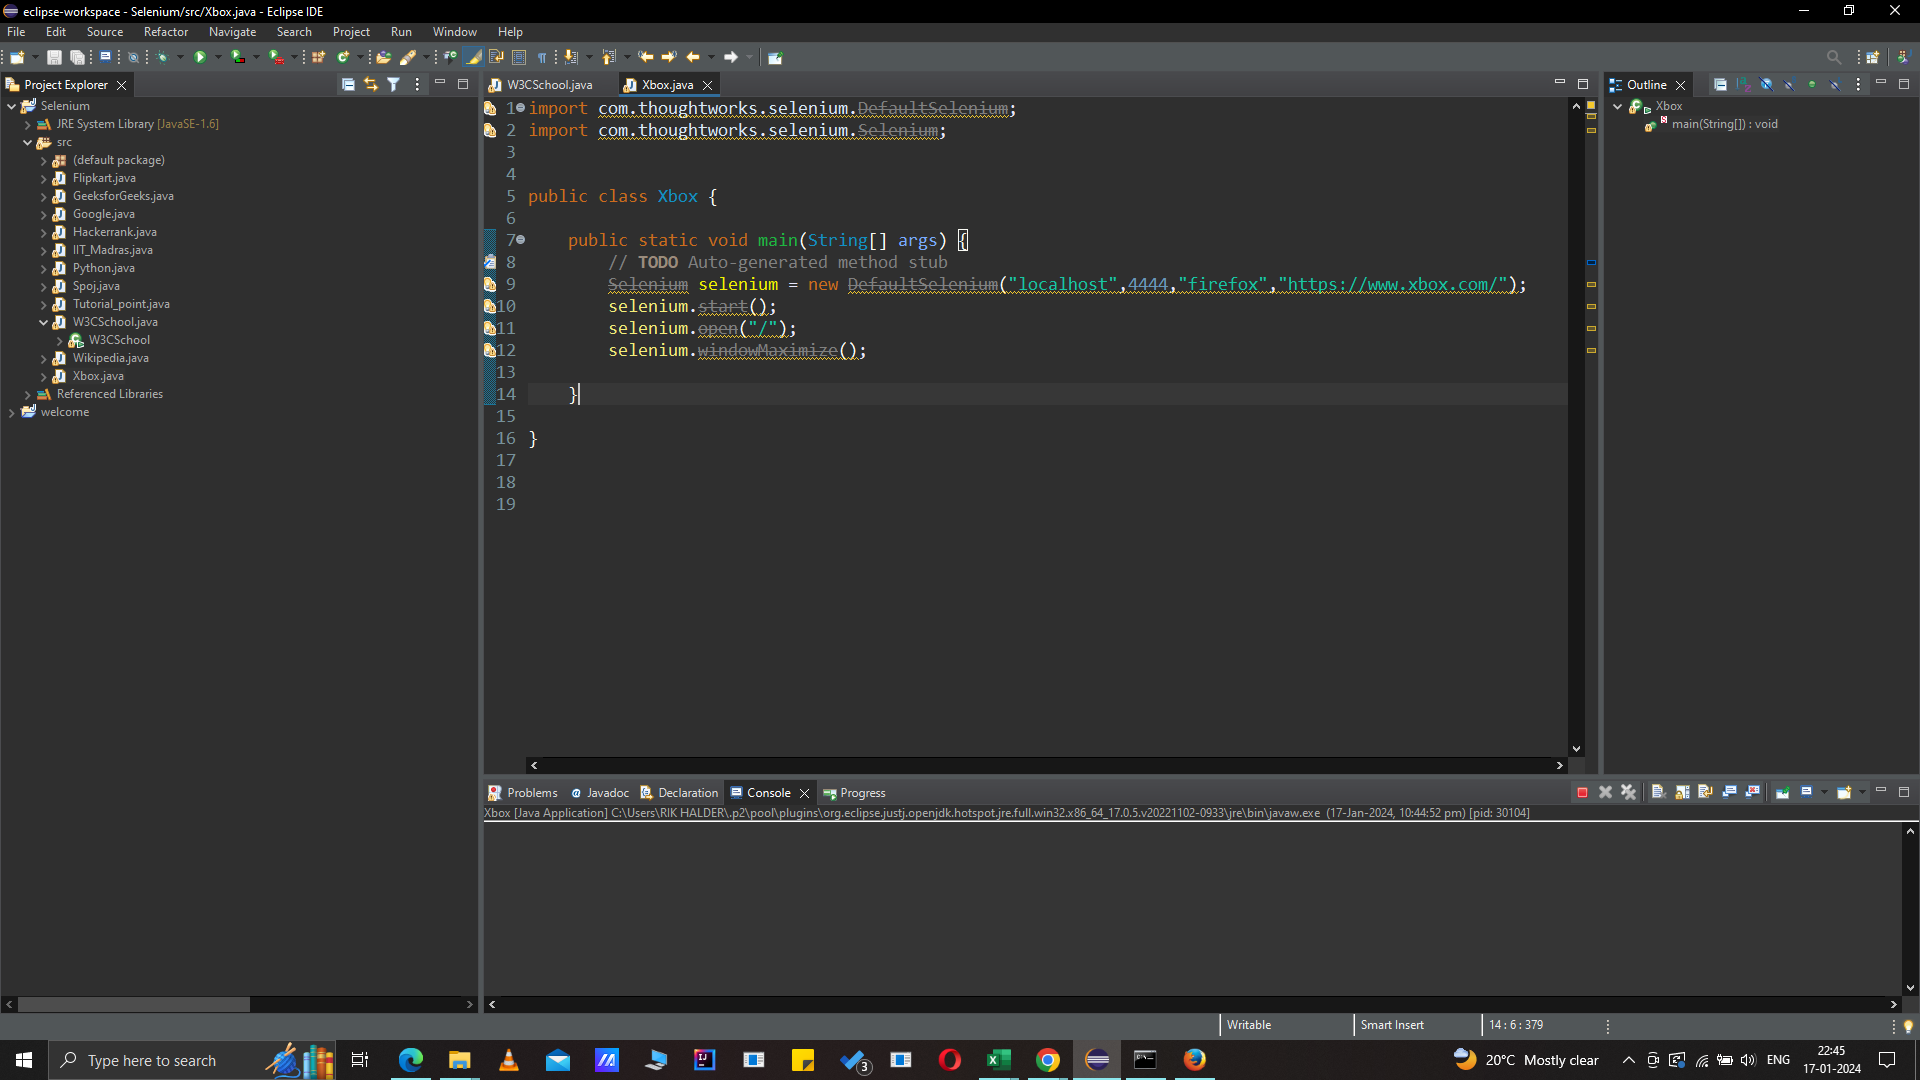 eclipse-workspace - Selenium/src/Xbox.java - Eclipse IDE
File Edit Source Refactor Navigate Search Project Run Window Help
Project Explorer
Selenium
JRE System Library [JavaSE-1.6]
src
(default package)
Flipkart.java
GeeksforGeeks.java
Google.java
Hackerrank.java
IIT_Madras.java
Python.java
Spoj.java
Tutorial_point.java
W3CSchool.java
W3CSchool
Wikipedia.java
Xbox.java
Referenced Libraries
welcome
W3CSchool.java Xbox.java
1 import com.thoughtworks.selenium.DefaultSelenium;
2 import com.thoughtworks.selenium.Selenium;
3
4
5 public class Xbox {
6
7 public static void main(String[] args) {
8 // TODO Auto-generated method stub
9 Selenium selenium = new DefaultSelenium("localhost",4444,"firefox","https://www.xbox.com/");
10 selenium.start();
11 selenium.open("/");
12 selenium.windowMaximize();
13
14 }
15
16 }
17
18
19
Outline
Xbox
main(String[]) : void
Problems @ Javadoc Declaration Console Progress
Xbox [Java Application] C:\Users\RIK HALDER\.p2\pool\plugins\org.eclipse.justj.openjdk.hotspot.jre.full.win32.x86_64_17.0.5.v20221102-0933\jre\bin\javaw.exe (17-Jan-2024, 10:44:52 pm) [pid: 30104]
Writable Smart Insert 14 : 6 : 379
Type here to search
3
20°C Mostly clear
ENG
22:45
17-01-2024